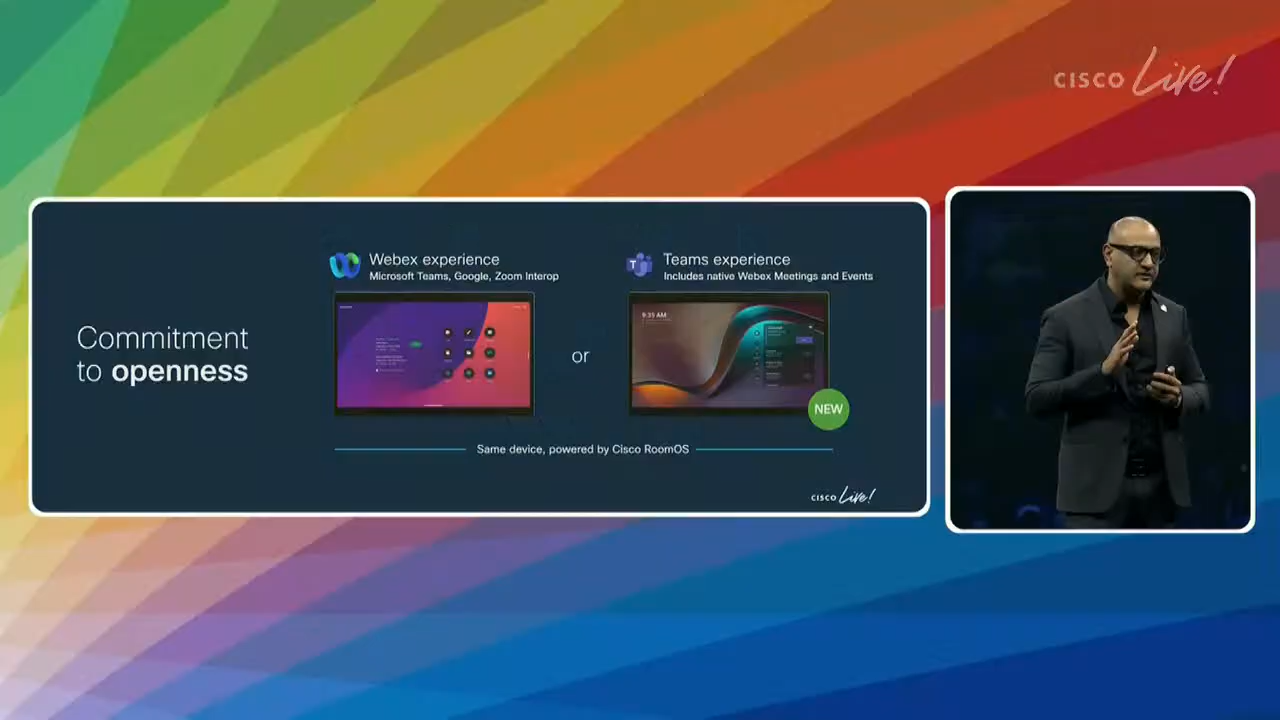 CISCO Live!
Webex experience
Microsoft Teams, Google, Zoom Interop
Teams experience
Includes native Webex Meetings and Events
Commitment
to openness
9:35 AM
or
NEW
Same device, powered by Cisco RoomOS
CISCO Live!